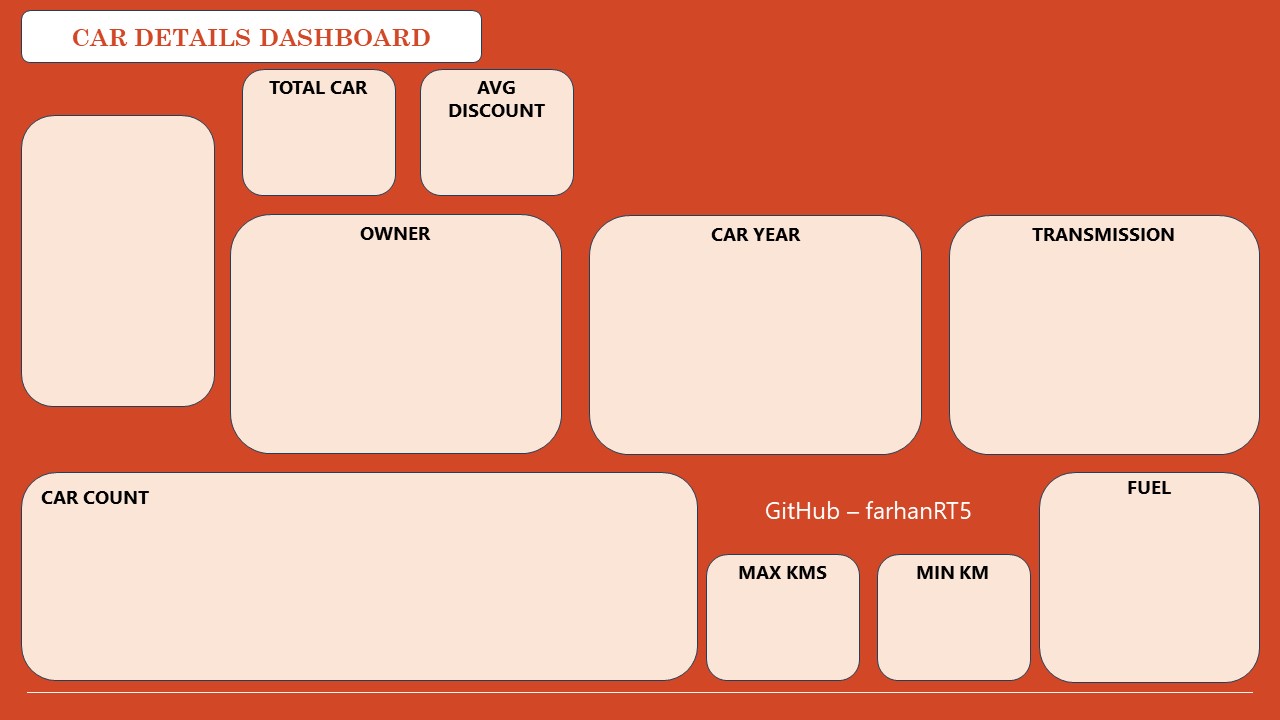 CAR DETAILS DASHBOARD
TOTAL CAR
AVG
DISCOUNT
OWNER
CAR YEAR
TRANSMISSION
CAR COUNT
GitHub – farhanRT5
FUEL
MAX KMS
MIN KM